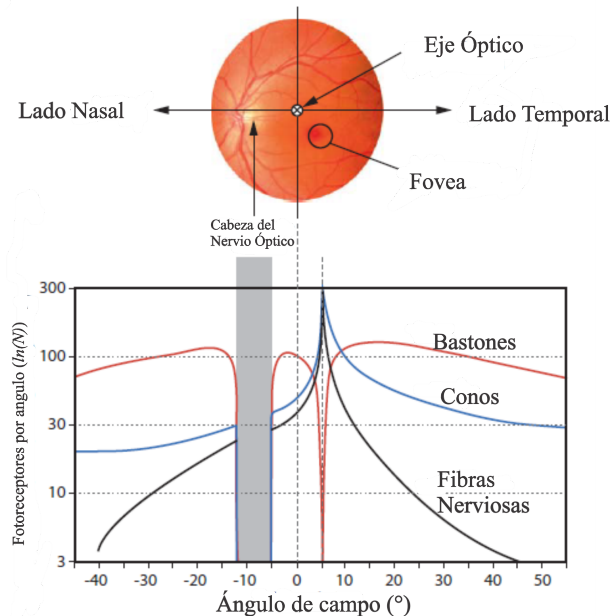 Eje Óptico
Lado Nasal
Lado Temporal
Fovea
Cabeza del
Nervio Óptico
Fotoreceptores por angulo (ln(N))
300
100
30
10
3
Bastones
Conos
Fibras
Nerviosas
-40 -30 -20 -10 0 10 20 30 40 50
Ángulo de campo (°)